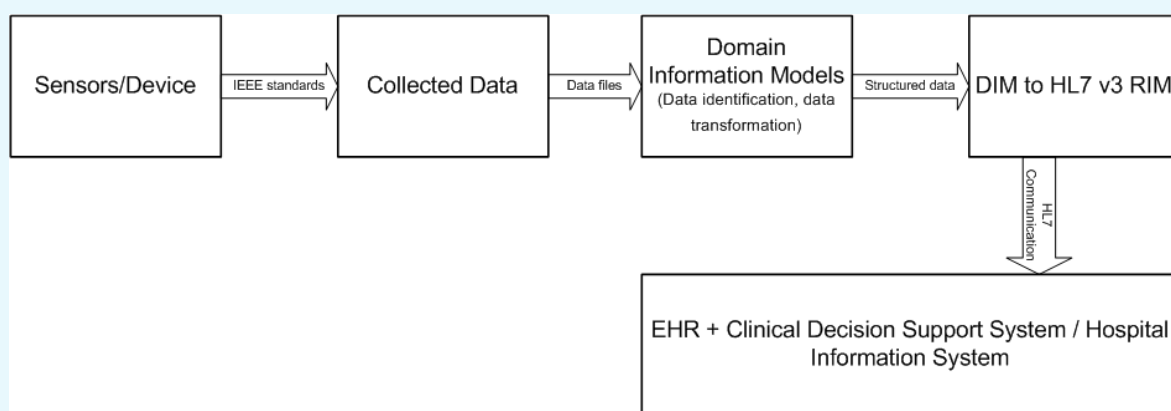 Sensors/Device
IEEE standards
Collected Data
Data files
Domain
Information Models
(Data identification, data
transformation)
Structured data
DIM to HL7 v3 RIM
HL7
Communication
EHR + Clinical Decision Support System / Hospital
Information System